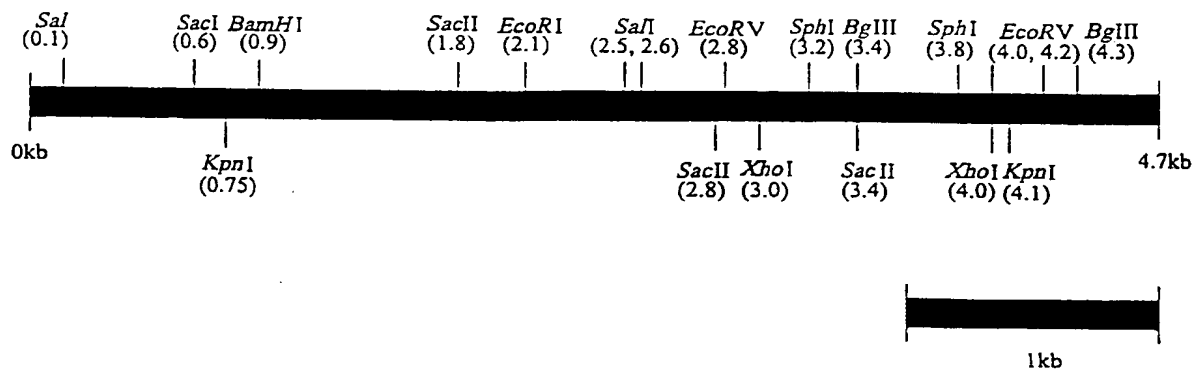 Sal SacI BamHI SacII EcoRI SalI EcoRV SphI BglII SphI EcoRV BglII
(0.1) (0.6) (0.9) (1.8) (2.1) (2.5, 2.6) (2.8) (3.2) (3.4) (3.8) (4.0, 4.2) (4.3)
0kb KpnI SacII XhoI SacII XhoI KpnI 4.7kb
(0.75) (2.8) (3.0) (3.4) (4.0) (4.1)
1kb